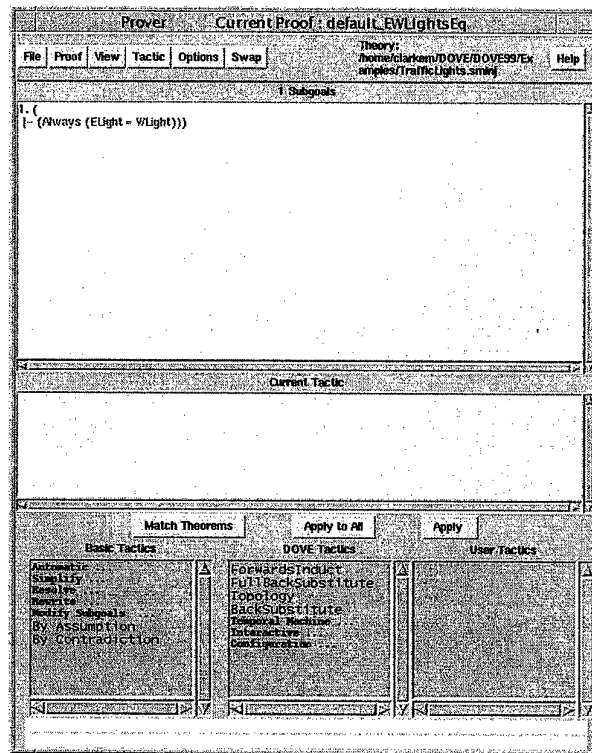 Prover Current Proof : default_EWLightsEq
File Proof View Tactic Options Swap
Theory:
/home/clarkem/DOVE/DOVE99/Ex
amples/TrafficLights.sminj
Help
1 Subgoals
1. (
|- (Always (ELight = WLight)))
Current Tactic
Match Theorems Apply to All Apply
Basic Tactics DOVE Tactics User Tactics
Automatic ...
Simplify ...
Resolve ...
Rewrite ...
Modify Subgoals ...
By Assumption
By Contradiction
ForwardsInduct
FullBackSubstitute
Topology
BackSubstitute
Temporal Machine ...
Interactive ...
Configuration ...